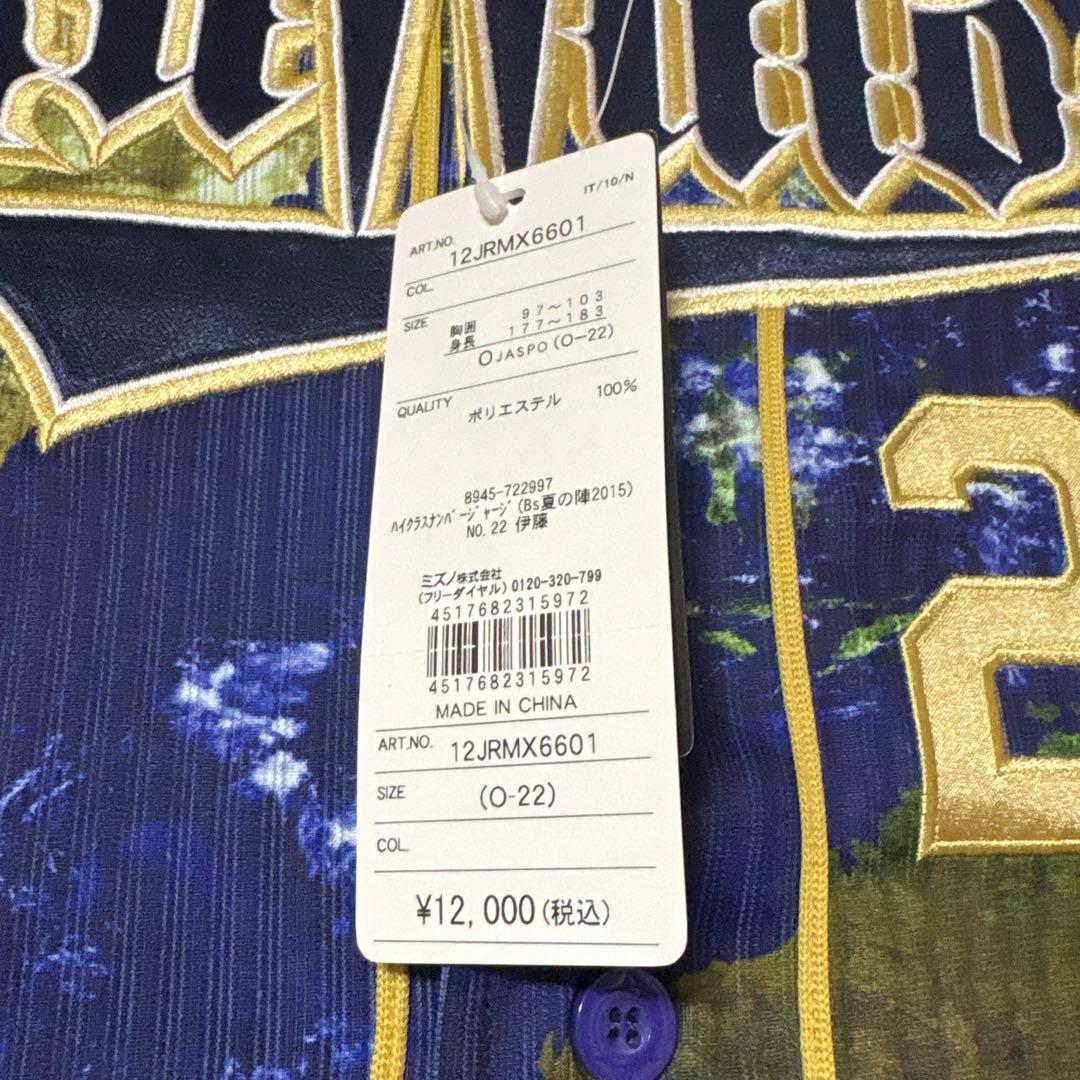 IT/10/N
ART.NO. 12JRMX6601
COL.
SIZE 胸囲 97～103
身長 177～183
O JASPO (O-22)
QUALITY ポリエステル 100%
8945-722997
ﾊｲｸﾗｽﾅﾝﾊﾞｰｼﾞｬｰｼﾞ(Bs夏の陣2015)
NO.22 伊藤
ミズノ株式会社
(フリーダイヤル) 0120-320-799
4517682315972
4517682315972
MADE IN CHINA
ART.NO. 12JRMX6601
SIZE (O-22)
COL.
¥12,000(税込)
2